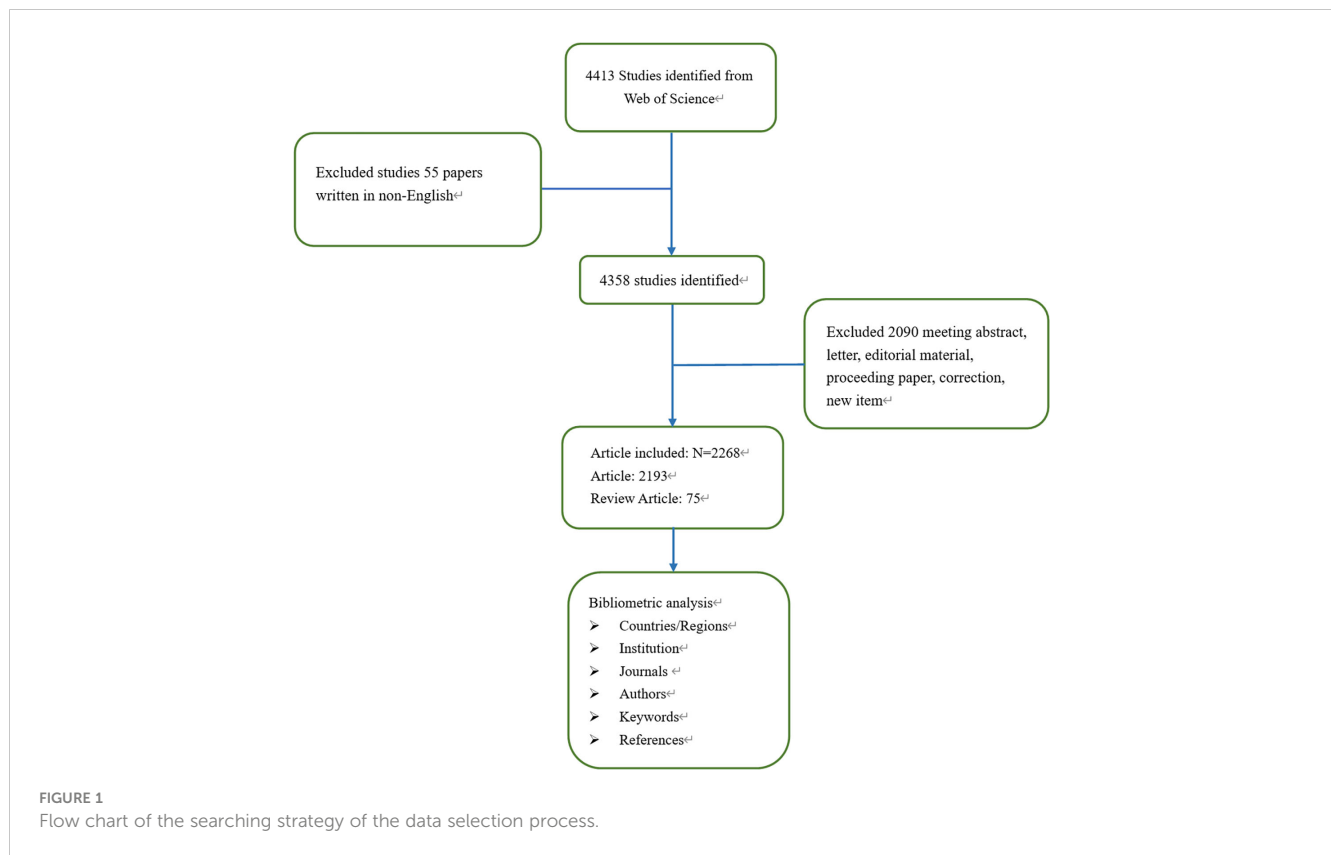 4413 Studies identified from
Web of Science↵
Excluded studies 55 papers
written in non-English↵
4358 studies identified↵
Excluded 2090 meeting abstract,
letter, editorial material,
proceeding paper, correction,
new item↵
Article included: N=2268↵
Article: 2193↵
Review Article: 75↵
Bibliometric analysis↵
➢ Countries/Regions↵
➢ Institution↵
➢ Journals ↵
➢ Authors↵
➢ Keywords↵
➢ References↵
FIGURE 1
Flow chart of the searching strategy of the data selection process.